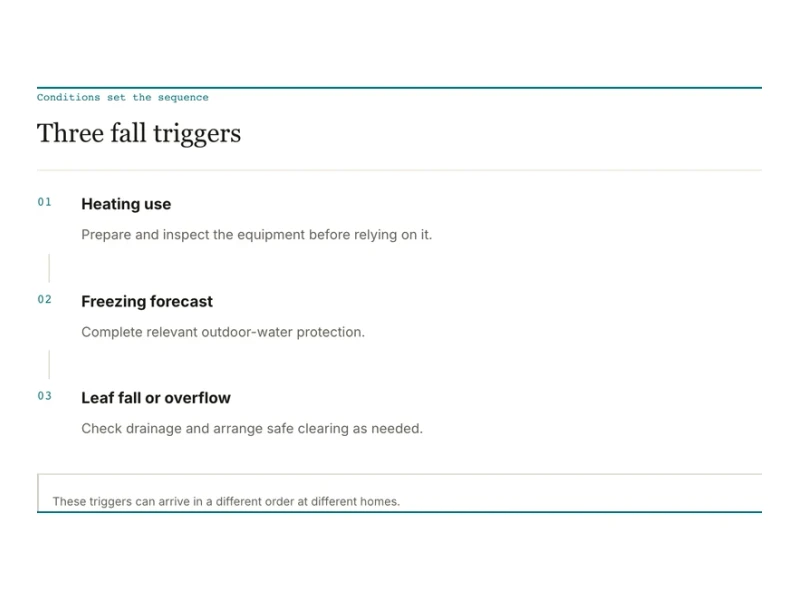 Conditions set the sequence
Three fall triggers
01
Heating use
Prepare and inspect the equipment before relying on it.
02
Freezing forecast
Complete relevant outdoor-water protection.
03
Leaf fall or overflow
Check drainage and arrange safe clearing as needed.
These triggers can arrive in a different order at different homes.